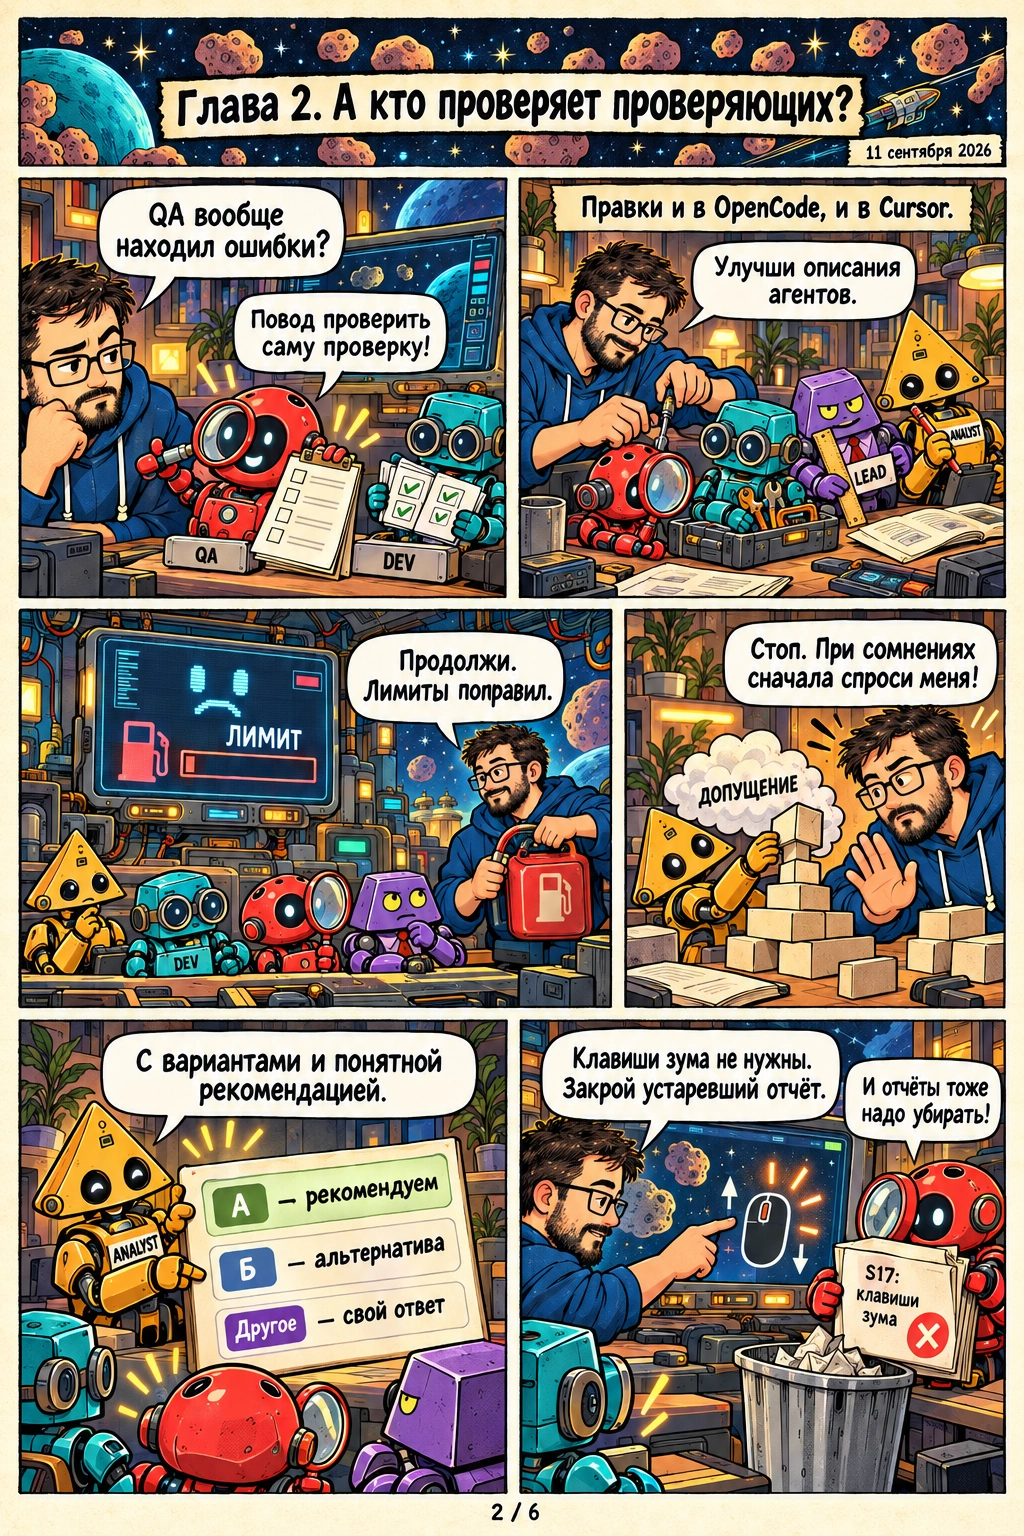 Глава 2. А кто проверяет проверяющих?
11 сентября 2026
QA вообще
находил ошибки?
Повод проверить
саму проверку!
QA
DEV
Правки и в OpenCode, и в Cursor.
Улучши описания
агентов.
LEAD
ANALYST
ЛИМИТ
Продолжи.
Лимиты поправил.
DEV
Стоп. При сомнениях
сначала спроси меня!
ДОПУЩЕНИЕ
С вариантами и понятной
рекомендацией.
ANALYST
А — рекомендуем
Б — альтернатива
Другое — свой ответ
Клавиши зума не нужны.
Закрой устаревший отчёт.
И отчёты тоже
надо убирать!
S17:
клавиши
зума
2 / 6